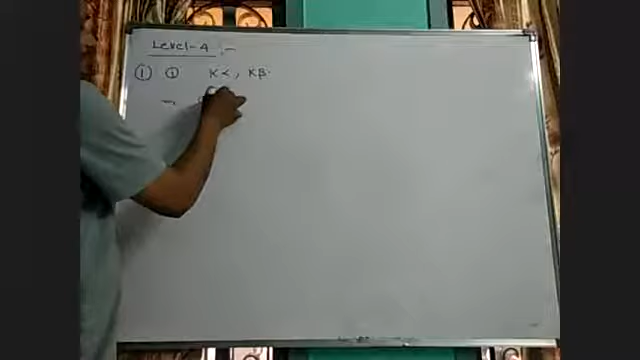 Level-4 :-
① ① Kα, Kβ.